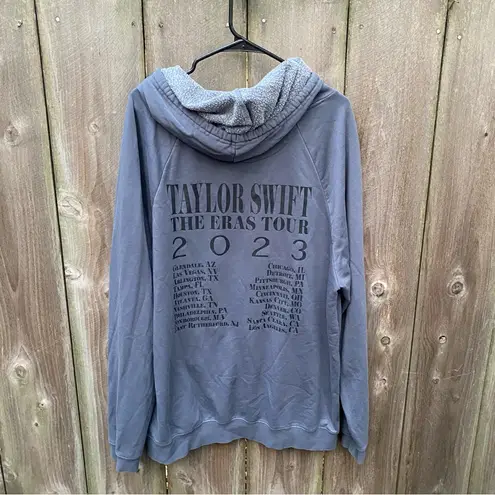 TAYLOR SWIFT
THE ERAS TOUR
2023
GLENDALE, AZ
LAS VEGAS, NV
ARLINGTON, TX
TAMPA, FL
HOUSTON, TX
ATLANTA, GA
NASHVILLE, TN
PHILADELPHIA, PA
FOXBOROUGH, MA
EAST RUTHERFORD, NJ
CHICAGO, IL
DETROIT, MI
PITTSBURGH, PA
MINNEAPOLIS, MN
CINCINNATI, OH
KANSAS CITY, MO
DENVER, CO
SEATTLE, WA
SANTA CLARA, CA
LOS ANGELES, CA